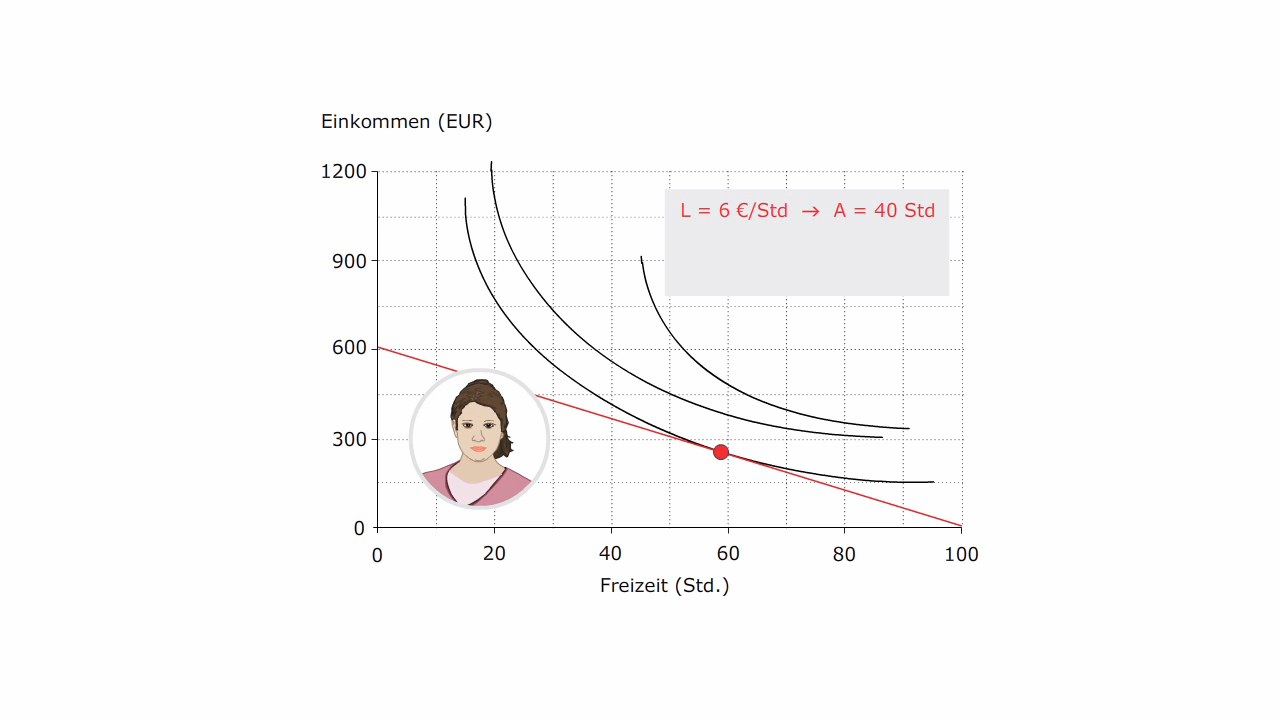 Einkommen (EUR)
1200
L = 6 €/Std → A = 40 Std
900
600
300
0
0 20 40 60 80 100
Freizeit (Std.)